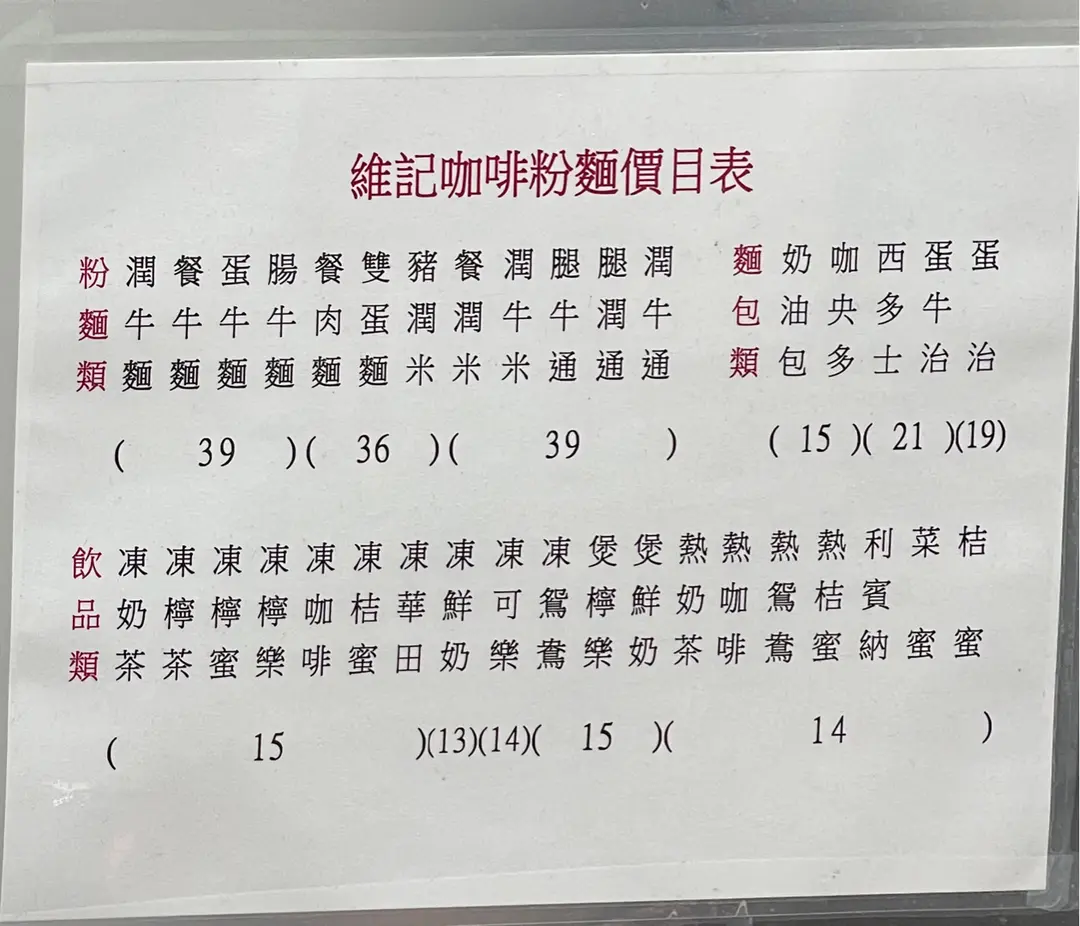 維記咖啡粉麵價目表
粉麵類
潤牛麵
餐牛麵
蛋牛麵
腸牛麵
餐肉麵
雙蛋麵
豬潤米
餐潤米
潤牛米
腿牛通
腿潤通
潤牛通
( 39 )( 36 )( 39 )
麵包類
奶油包
咖央多
西多士
蛋牛治
蛋治
( 15 )( 21 )(19)
飲品類
凍奶茶
凍檸茶
凍檸蜜
凍檸樂
凍咖啡
凍桔蜜
凍華田
凍鮮奶
凍可樂
凍鴛鴦
煲檸樂
煲鮮奶
熱奶茶
熱咖啡
熱鴛鴦
熱桔蜜
利賓納
菜蜜
桔蜜
( 15 )(13)(14)( 15 )( 14 )